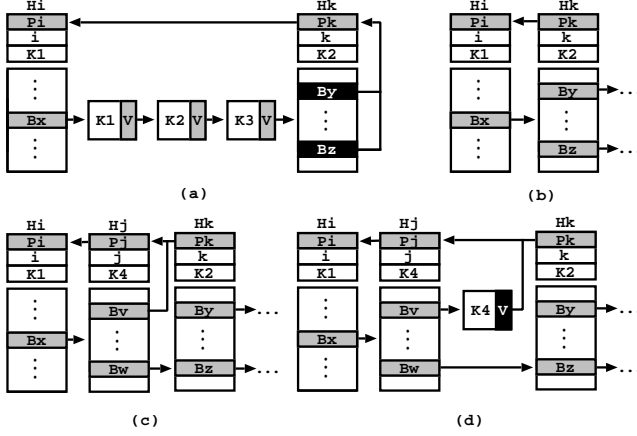 Hi
Pi
i
K1
Bx
K1 V
K2 V
K3 V
Hk
Pk
k
K2
By
Bz
(a)
Hi
Pi
i
K1
Bx
Hk
Pk
k
K2
By
Bz
...
...
(b)
Hi
Pi
i
K1
Bx
Hj
Pj
j
K4
Bv
Bw
Hk
Pk
k
K2
By
Bz
...
...
(c)
Hi
Pi
i
K1
Bx
Hj
Pj
j
K4
Bv
Bw
K4 V
Hk
Pk
k
K2
By
Bz
...
...
(d)